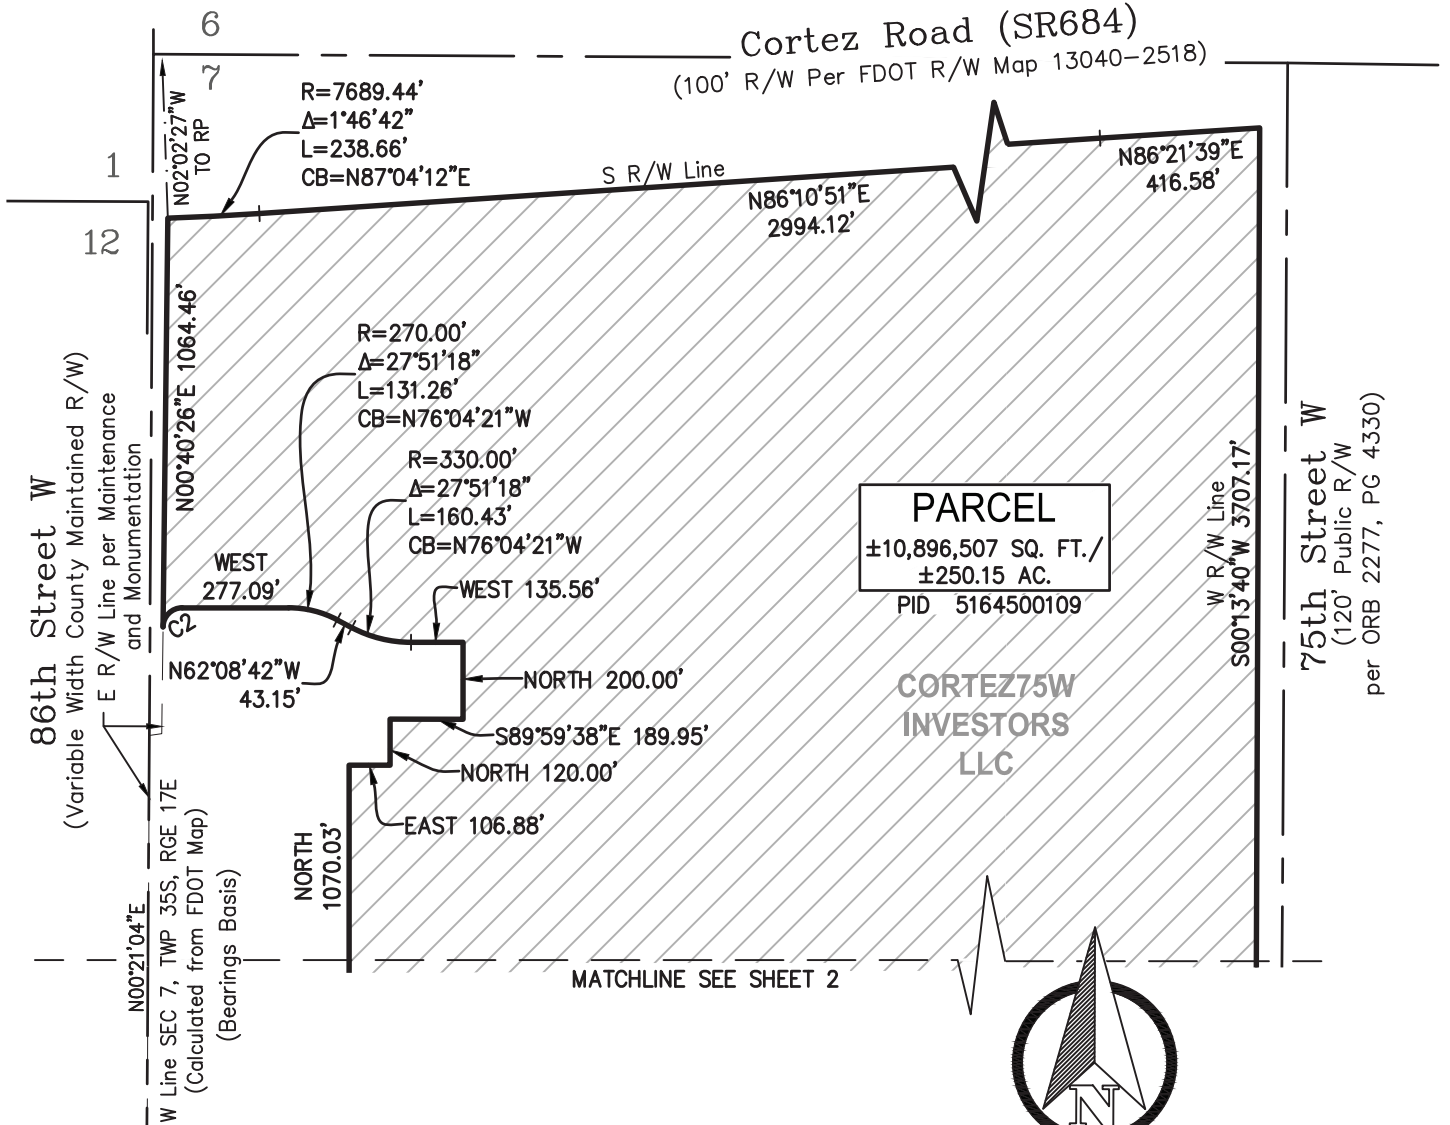 6
7
1
12
Cortez Road (SR684)
(100' R/W Per FDOT R/W Map 13040-2518)
N02°02'27"W
TO RP
R=7689.44'
Δ=1°46'42"
L=238.66'
CB=N87°04'12"E
S R/W Line
N86°10'51"E
2994.12'
N86°21'39"E
416.58'
N00°40'26"E 1064.46'
R=270.00'
Δ=27°51'18"
L=131.26'
CB=N76°04'21"W
R=330.00'
Δ=27°51'18"
L=160.43'
CB=N76°04'21"W
WEST
277.09'
WEST 135.56'
C2
N62°08'42"W
43.15'
NORTH 200.00'
S89°59'38"E 189.95'
NORTH 120.00'
EAST 106.88'
NORTH
1070.03'
PARCEL
±10,896,507 SQ. FT./
±250.15 AC.
PID 5164500109
CORTEZ75W
INVESTORS
LLC
W R/W Line
S00°13'40"W 3707.17'
75th Street W
(120' Public R/W
per ORB 2277, PG 4330)
86th Street W
(Variable Width County Maintained R/W)
E R/W Line per Maintenance
and Monumentation
N00°21'04"E
W Line SEC 7, TWP 35S, RGE 17E
(Calculated from FDOT Map)
(Bearings Basis)
MATCHLINE SEE SHEET 2
N